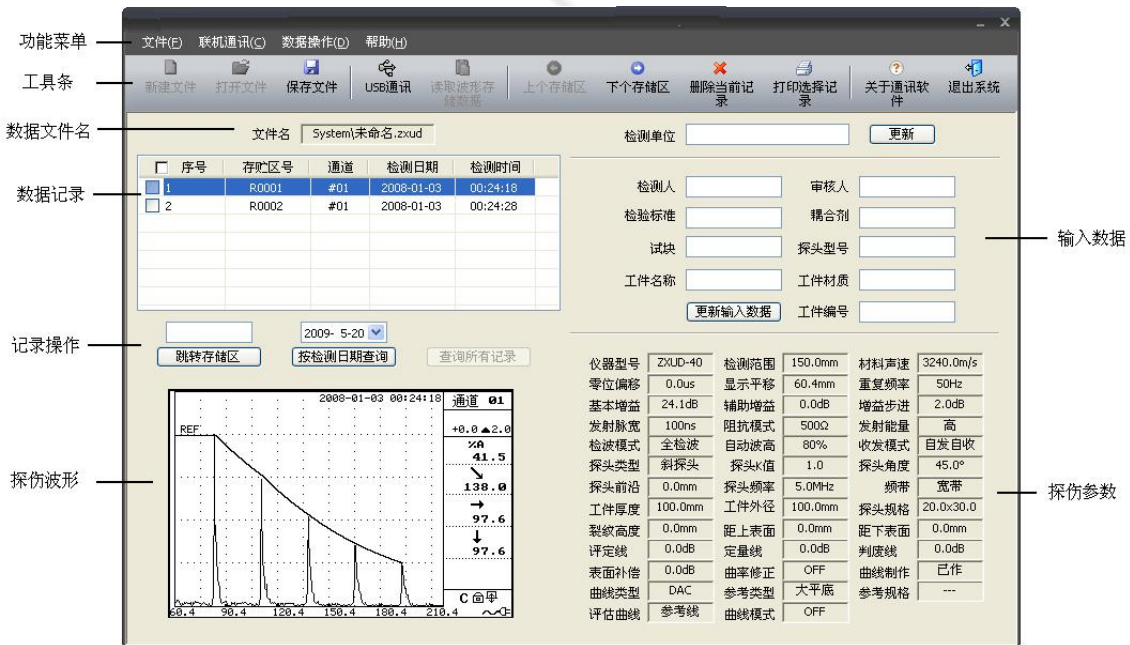 功能菜单
文件(F) 联机通讯(C) 数据操作(D) 帮助(H)
工具条
新建文件 打开文件 保存文件 USB通讯 读取波形存储数据 上个存储区 下个存储区 删除当前记录 打印选择记录 关于通讯软件 退出系统
数据文件名
文件名 System\未命名.zxud
检测单位 更新
数据记录
序号 存贮区号 通道 检测日期 检测时间
1 R0001 #01 2008-01-03 00:24:18
2 R0002 #01 2008-01-03 00:24:28
检测人 审核人
检验标准 耦合剂
试块 探头型号
工件名称 工件材质
更新输入数据 工件编号
输入数据
记录操作
2009- 5-20
跳转存储区 按检测日期查询 查询所有记录
探伤波形
2008-01-03 00:24:18 通道 01
REF +0.0 ▲2.0
%A
41.5
↘
138.0
→
97.6
↓
97.6
C
60.4 90.4 120.4 150.4 180.4 210.4
仪器型号 ZXUD-40 检测范围 150.0mm 材料声速 3240.0m/s
零位偏移 0.0us 显示平移 60.4mm 重复频率 50Hz
基本增益 24.1dB 辅助增益 0.0dB 增益步进 2.0dB
发射脉宽 100ns 阻抗模式 500Ω 发射能量 高
检波模式 全检波 自动波高 80% 收发模式 自发自收
探头类型 斜探头 探头K值 1.0 探头角度 45.0°
探头前沿 0.0mm 探头频率 5.0MHz 频带 宽带
工件厚度 100.0mm 工件外径 100.0mm 探头规格 20.0x30.0
裂纹高度 0.0mm 距上表面 0.0mm 距下表面 0.0mm
评定线 0.0dB 定量线 0.0dB 判废线 0.0dB
表面补偿 0.0dB 曲率修正 OFF 曲线制作 已作
曲线类型 DAC 参考类型 大平底 参考规格 ---
评估曲线 参考线 曲线模式 OFF
探伤参数